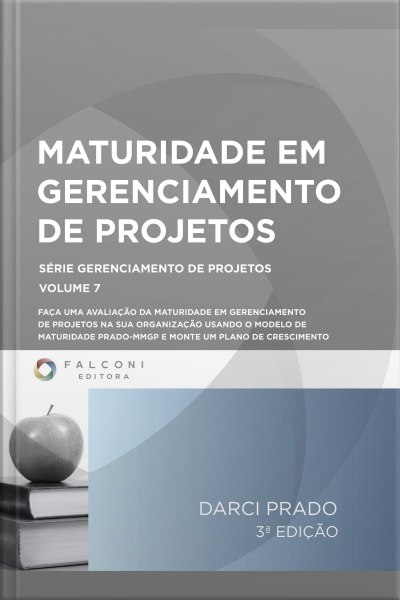 MATURIDADE EM
GERENCIAMENTO
DE PROJETOS
SÉRIE GERENCIAMENTO DE PROJETOS
VOLUME 7
FAÇA UMA AVALIAÇÃO DA MATURIDADE EM GERENCIAMENTO
DE PROJETOS NA SUA ORGANIZAÇÃO USANDO O MODELO DE
MATURIDADE PRADO-MMGP E MONTE UM PLANO DE CRESCIMENTO
FALCONI
EDITORA
DARCI PRADO
3ª EDIÇÃO